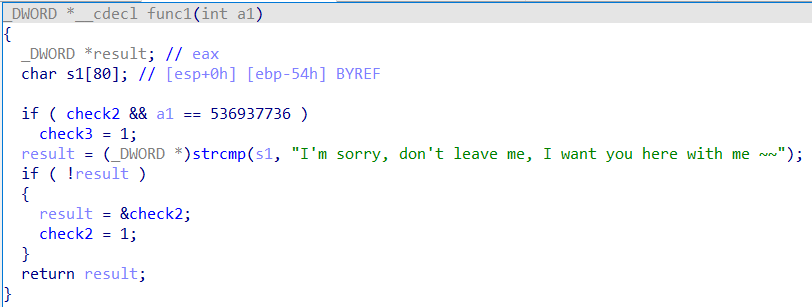 _DWORD *__cdecl func1(int a1)
{
  _DWORD *result; // eax
  char s1[80]; // [esp+0h] [ebp-54h] BYREF

  if ( check2 && a1 == 536937736 )
    check3 = 1;
  result = (_DWORD *)strcmp(s1, "I'm sorry, don't leave me, I want you here with me ~~");
  if ( !result )
  {
    result = &check2;
    check2 = 1;
  }
  return result;
}